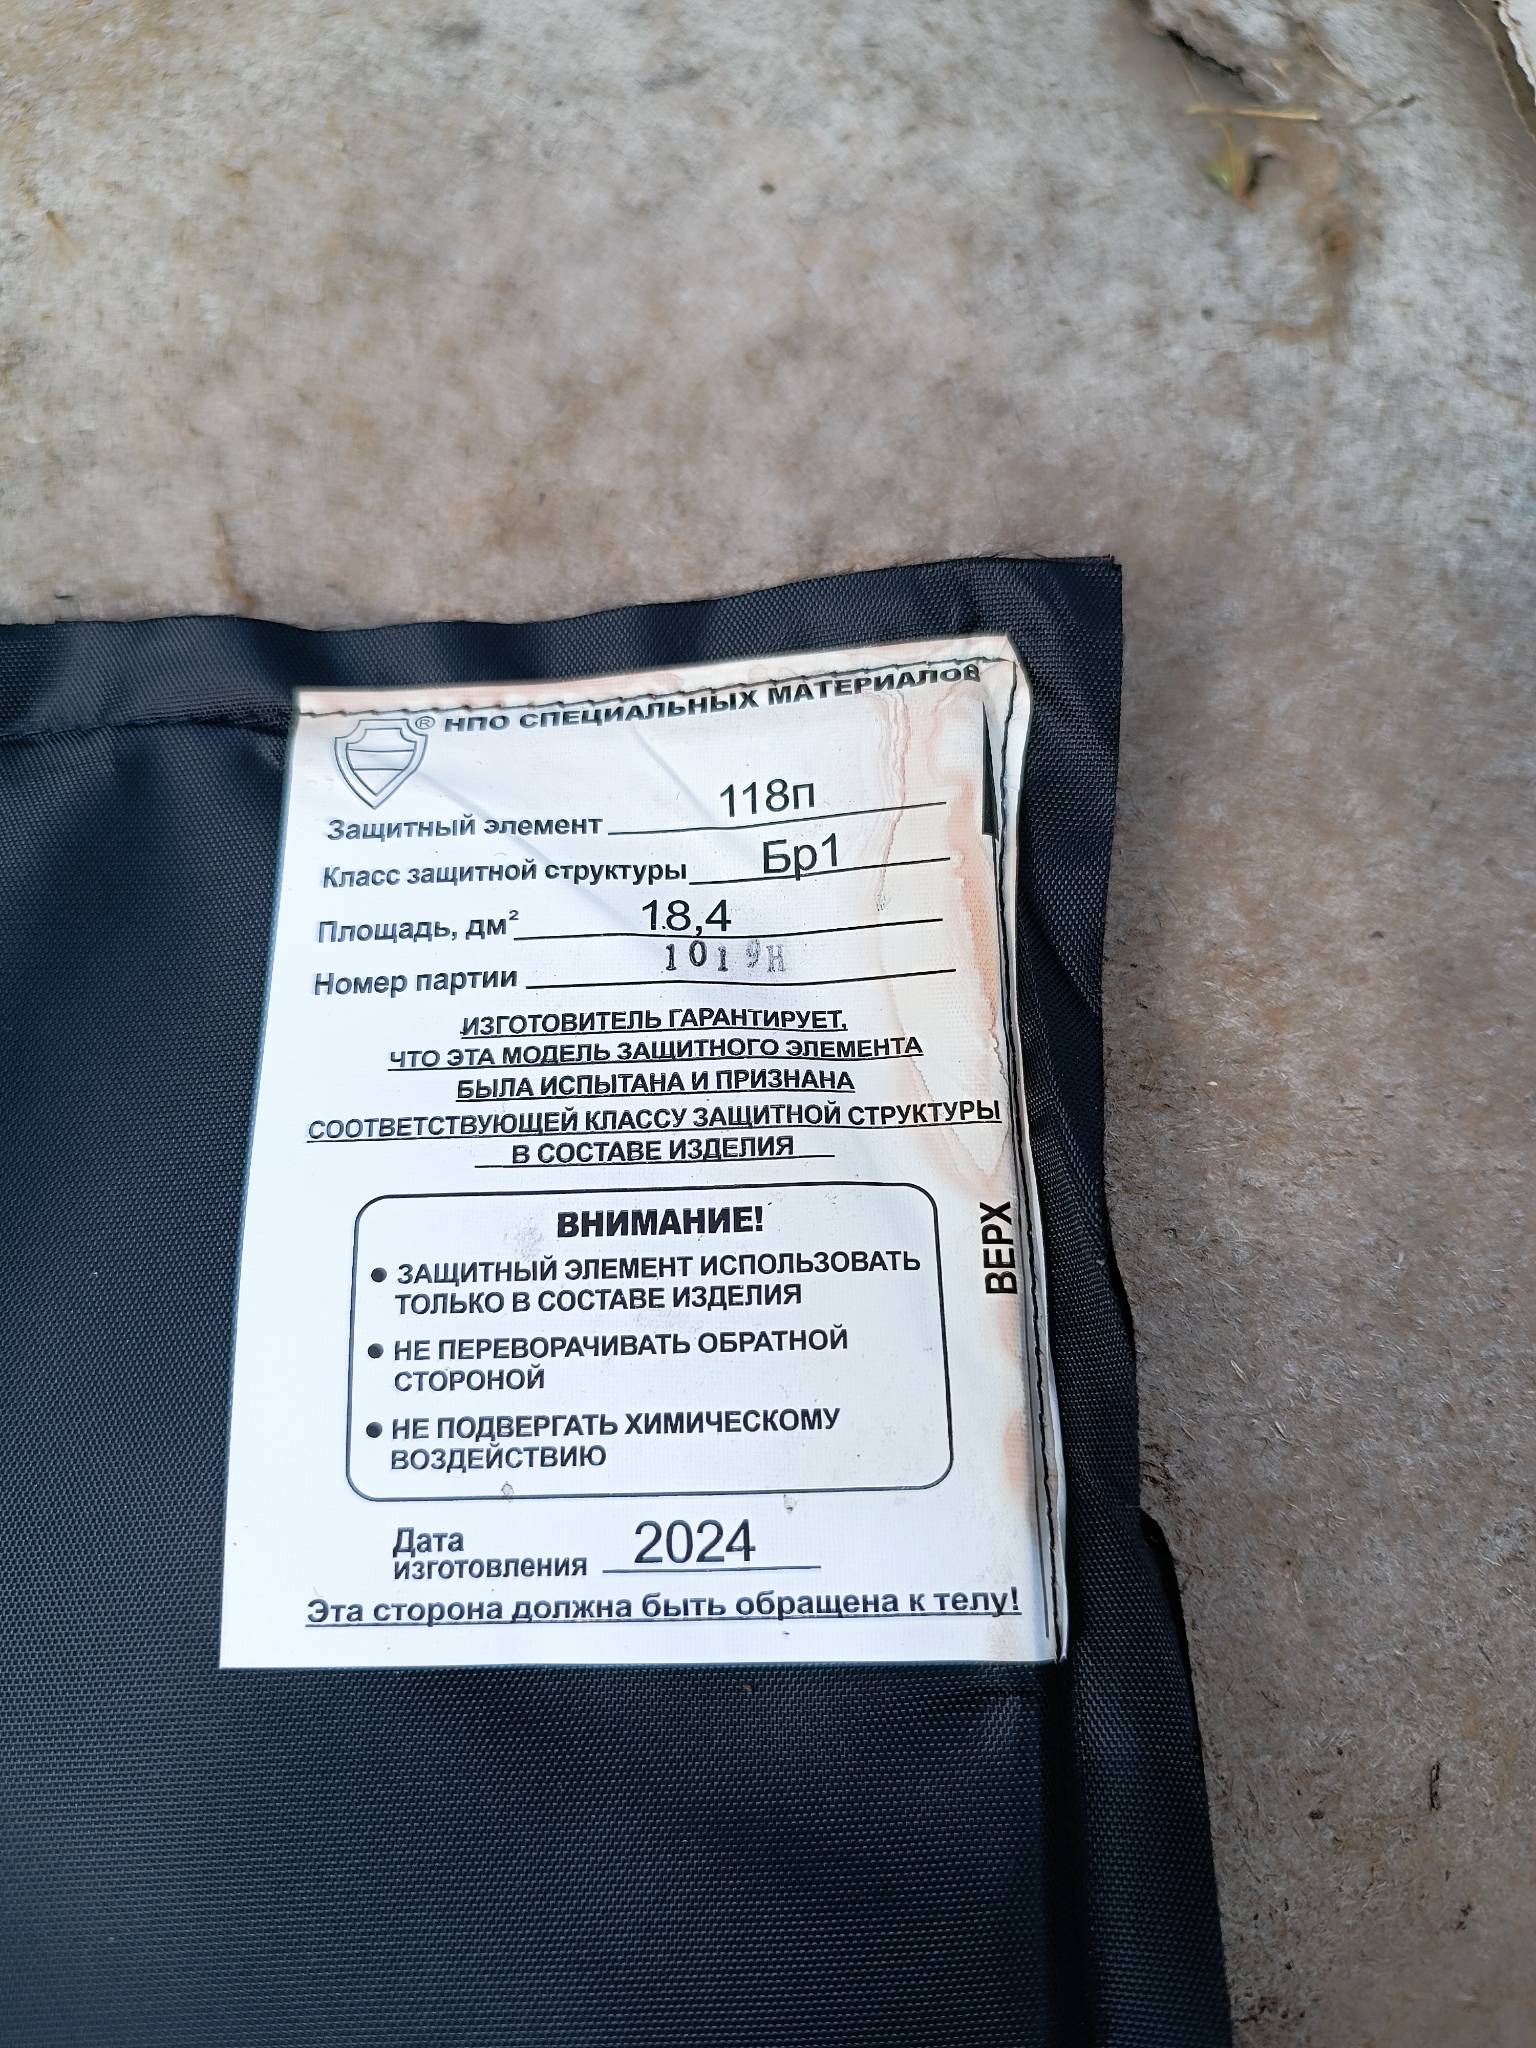 ® НПО СПЕЦИАЛЬНЫХ МАТЕРИАЛОВ
Защитный элемент 118п
Класс защитной структуры Бр1
Площадь, дм² 18,4
Номер партии 1019Н
ИЗГОТОВИТЕЛЬ ГАРАНТИРУЕТ,
ЧТО ЭТА МОДЕЛЬ ЗАЩИТНОГО ЭЛЕМЕНТА
БЫЛА ИСПЫТАНА И ПРИЗНАНА
СООТВЕТСТВУЮЩЕЙ КЛАССУ ЗАЩИТНОЙ СТРУКТУРЫ
В СОСТАВЕ ИЗДЕЛИЯ
ВНИМАНИЕ!
• ЗАЩИТНЫЙ ЭЛЕМЕНТ ИСПОЛЬЗОВАТЬ
ТОЛЬКО В СОСТАВЕ ИЗДЕЛИЯ
• НЕ ПЕРЕВОРАЧИВАТЬ ОБРАТНОЙ
СТОРОНОЙ
• НЕ ПОДВЕРГАТЬ ХИМИЧЕСКОМУ
ВОЗДЕЙСТВИЮ
ВЕРХ
Дата
изготовления 2024
Эта сторона должна быть обращена к телу!